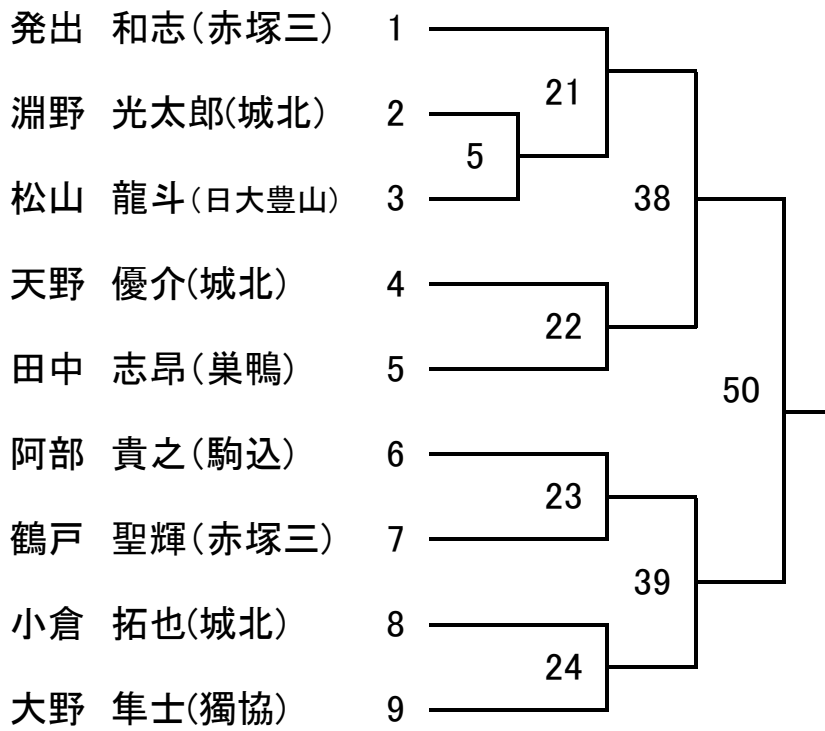 発出 和志(赤塚三) 1
21
淵野 光太郎(城北) 2
5
松山 龍斗(日大豊山) 3
38
天野 優介(城北) 4
22
田中 志昂(巣鴨) 5
50
阿部 貴之(駒込) 6
23
鶴戸 聖輝(赤塚三) 7
39
小倉 拓也(城北) 8
24
大野 隼士(獨協) 9